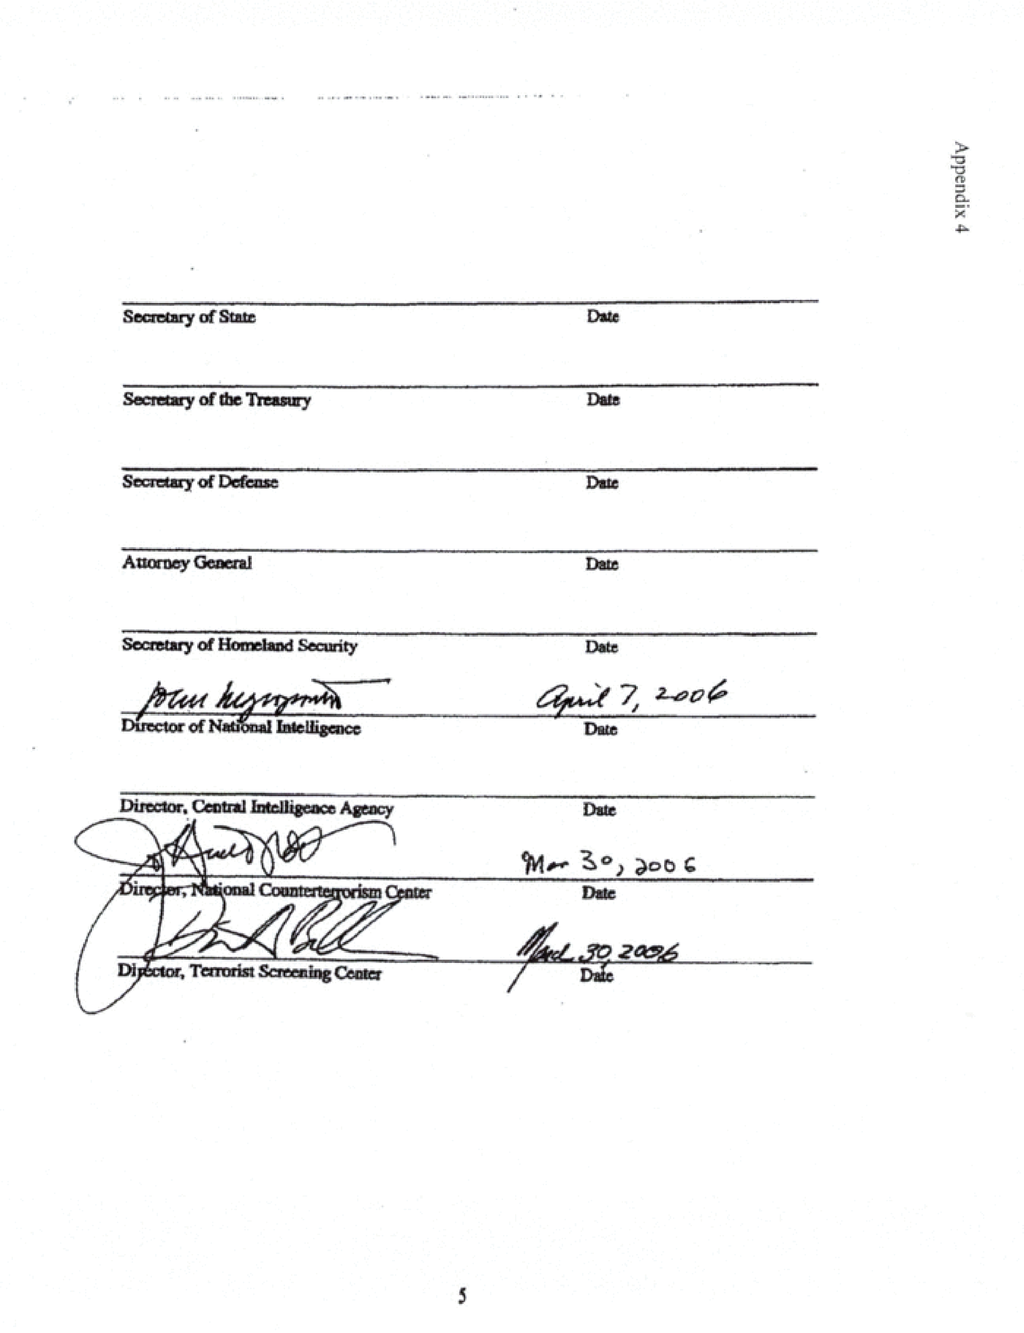 Appendix 4
Secretary of State Date
Secretary of the Treasury Date
Secretary of Defense Date
Attorney General Date
Secretary of Homeland Security Date
John Negroponte April 7, 2006
Director of National Intelligence Date
Director, Central Intelligence Agency Date
Mar 30, 2006
Director, National Counterterrorism Center Date
March 30, 2006
Director, Terrorist Screening Center Date
5